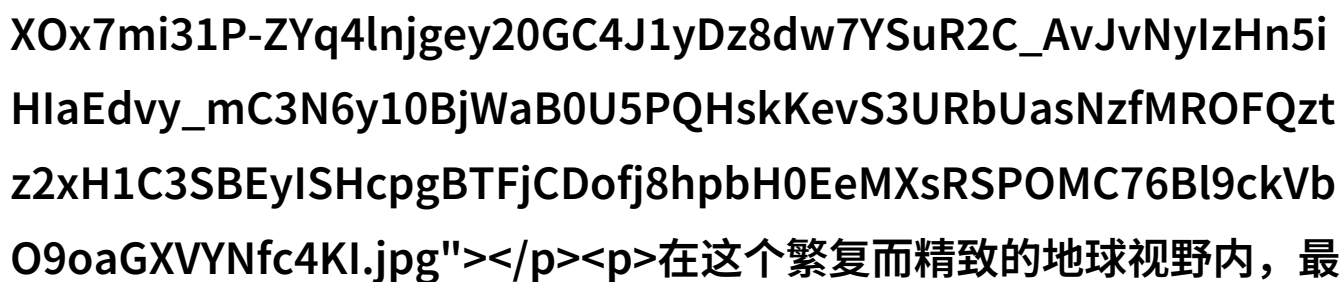 XOx7mi31P-ZYq4lnjgey20GC4J1yDz8dw7YSuR2C_AvJvNyIzHn5i
HIaEdvy_mC3N6y10BjWaB0U5PQHskKevS3URbUasNzfMROFQzt
z2xH1C3SBEyISHcpgBTFjCDofj8hpbH0EeMXsRSPOMC76Bl9ckVb
O9oaGXVYNfc4KI.jpg"></p><p>在这个繁复而精致的地球视野内，最